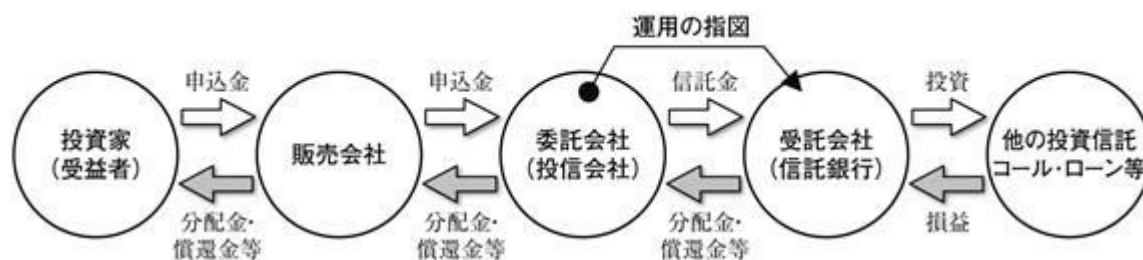 運用の指図
申込金
申込金
信託金
投資
投資家
(受益者)
販売会社
委託会社
(投信会社)
受託会社
(信託銀行)
他の投資信託
コール・ローン等
分配金・
償還金等
分配金・
償還金等
分配金・
償還金等
損益